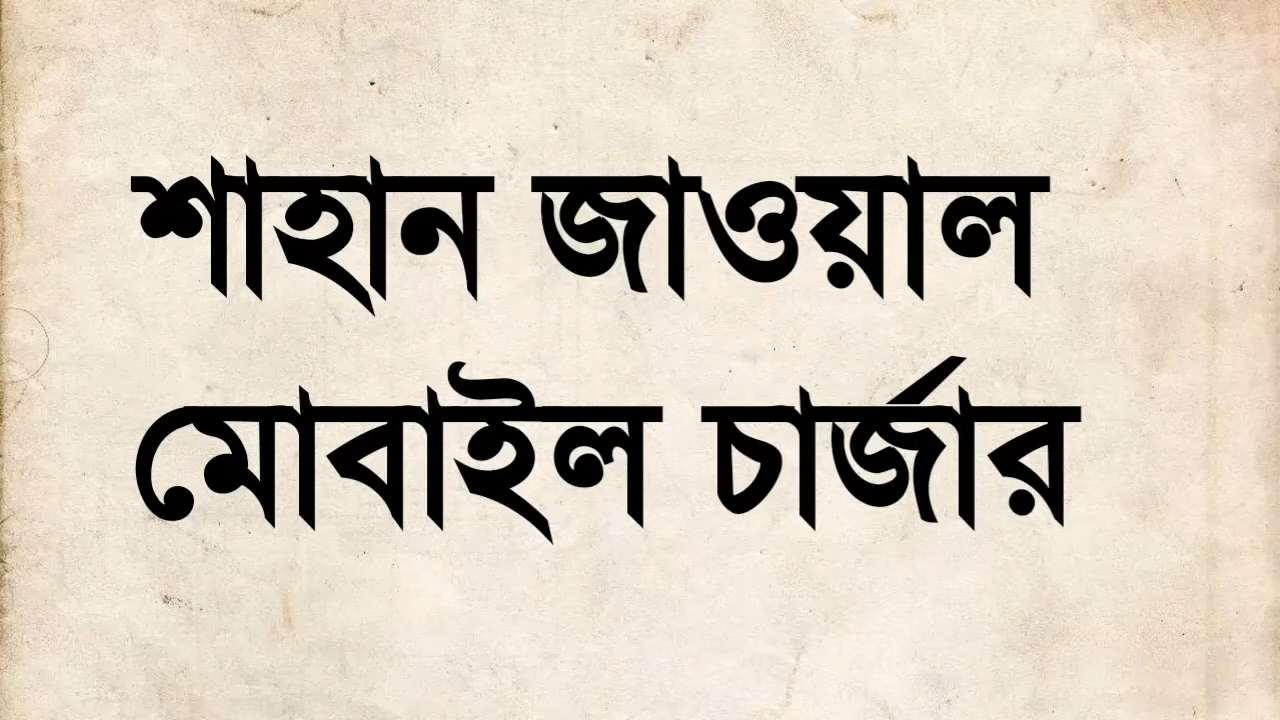 শাহান জাওয়াল
মোবাইল চার্জার